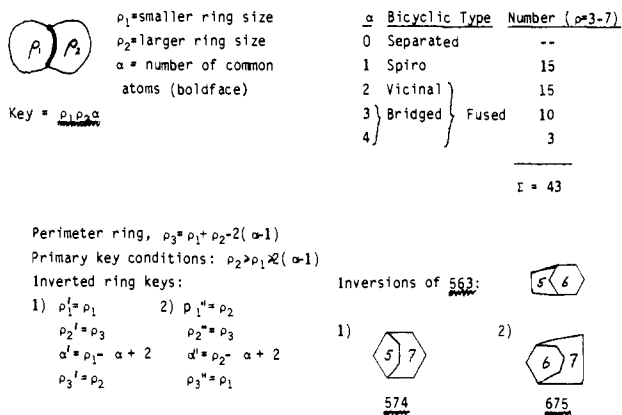 ρ₁ ρ₂
ρ₁=smaller ring size
ρ₂=larger ring size
α = number of common
atoms (boldface)
Key = ρ₁ρ₂α
α Bicyclic Type Number (ρ=3-7)
0 Separated --
1 Spiro 15
2 Vicinal 15
3 } Bridged } Fused 10
4 3
Σ = 43
Perimeter ring, ρ₃=ρ₁+ρ₂-2(α-1)
Primary key conditions: ρ₂⩾ρ₁⩾2(α-1)
Inverted ring keys:
1) ρ₁'=ρ₁ 2) ρ₁"=ρ₂
ρ₂'=ρ₃ ρ₂"=ρ₃
α'=ρ₁- α + 2 α"=ρ₂- α + 2
ρ₃'=ρ₂ ρ₃"=ρ₁
Inversions of 563:
5 6
1) 2)
5 7 6 7
574 675